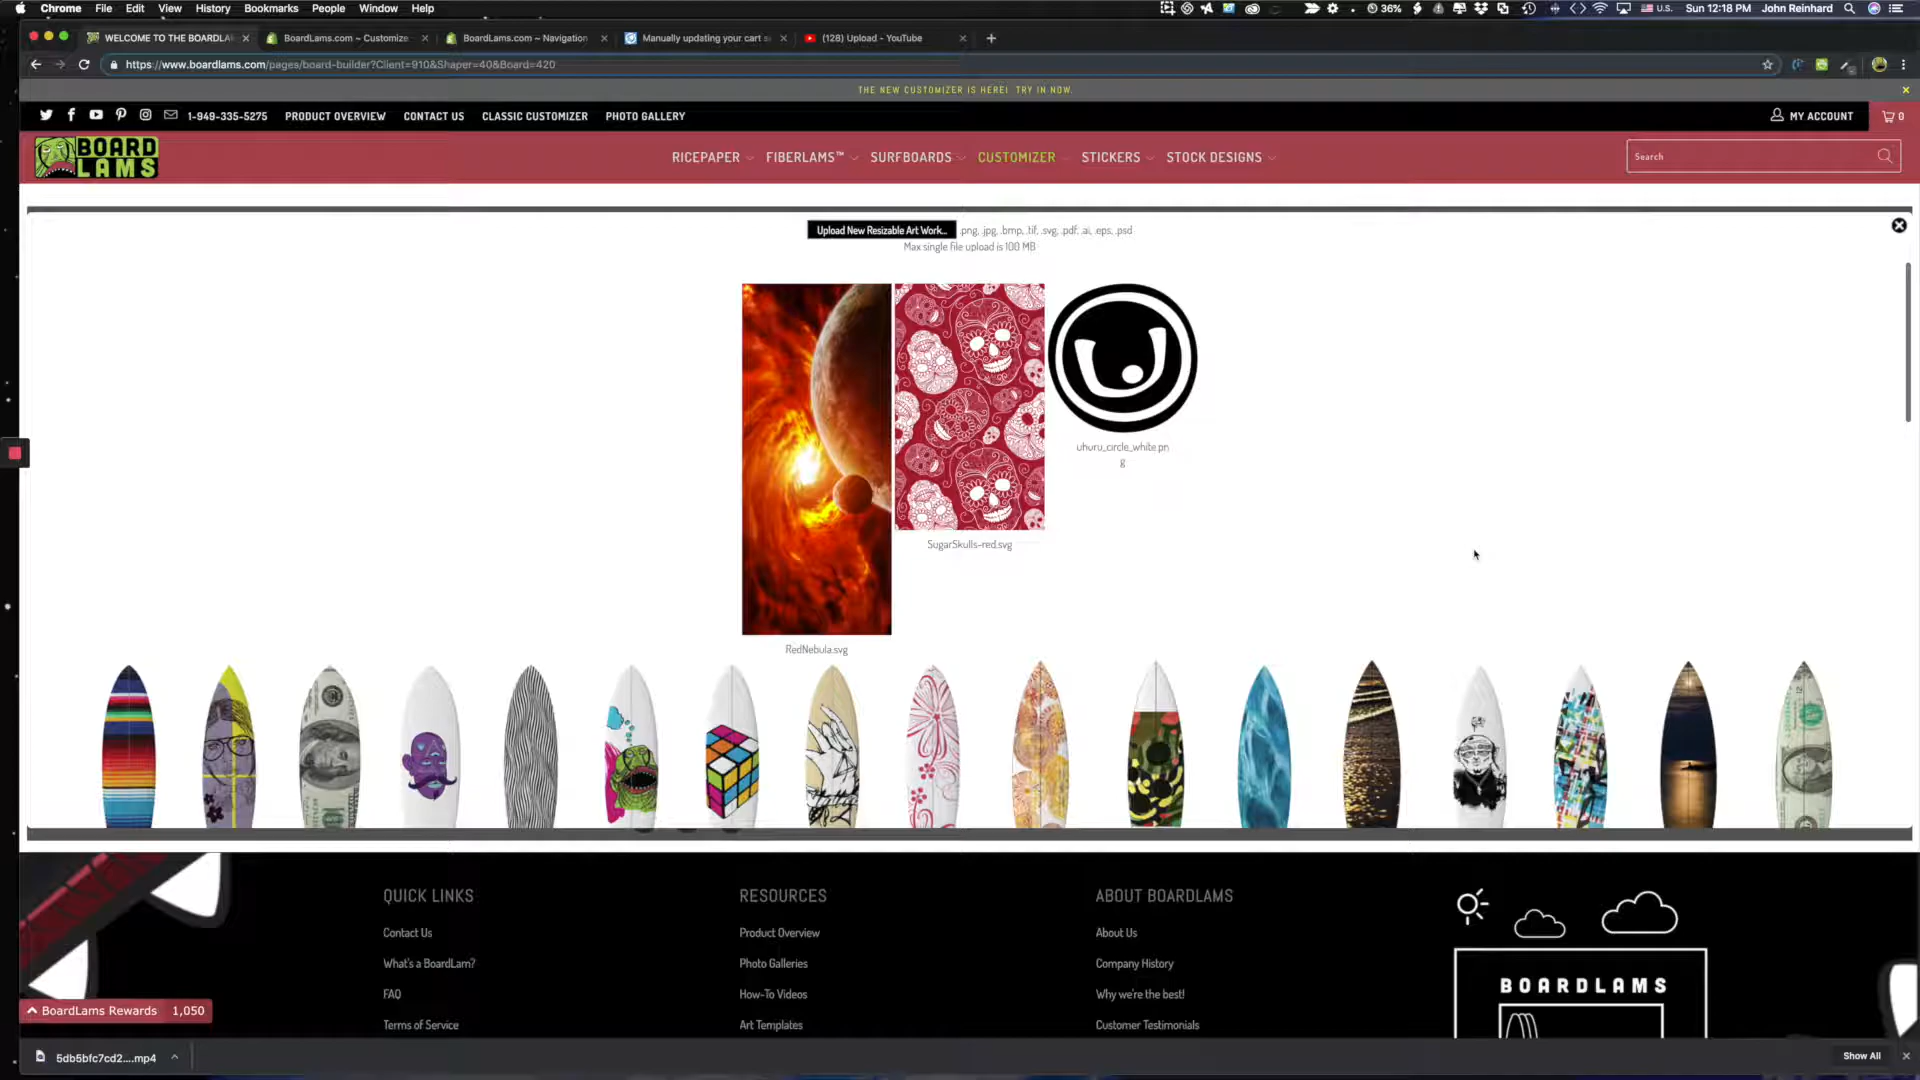 Chrome File Edit View History Bookmarks People Window Help
36% U.S. Sun 12:18 PM John Reinhard
WELCOME TO THE BOARDLA
BoardLams.com ~ Customize
BoardLams.com ~ Navigation
Manually updating your cart s
(128) Upload - YouTube
https://www.boardlams.com/pages/board-builder?Client=910&Shaper=40&Board=420
THE NEW CUSTOMIZER IS HERE! TRY IN NOW.
1-949-335-5275 PRODUCT OVERVIEW CONTACT US CLASSIC CUSTOMIZER PHOTO GALLERY
MY ACCOUNT 0
BOARD
LAMS
RICEPAPER FIBERLAMS™ SURFBOARDS CUSTOMIZER STICKERS STOCK DESIGNS
Search
Upload New Resizable Art Work... .png, .jpg, .bmp, .tif, .svg, .pdf, .ai, .eps, .psd
Max single file upload is 100 MB
uhuru_circle_white.pn
g
SugarSkulls-red.svg
RedNebula.svg
QUICK LINKS
Contact Us
What's a BoardLam?
FAQ
Terms of Service
RESOURCES
Product Overview
Photo Galleries
How-To Videos
Art Templates
ABOUT BOARDLAMS
About Us
Company History
Why we're the best!
Customer Testimonials
BOARDLAMS
BoardLams Rewards 1,050
5db5bfc7cd2....mp4
Show All